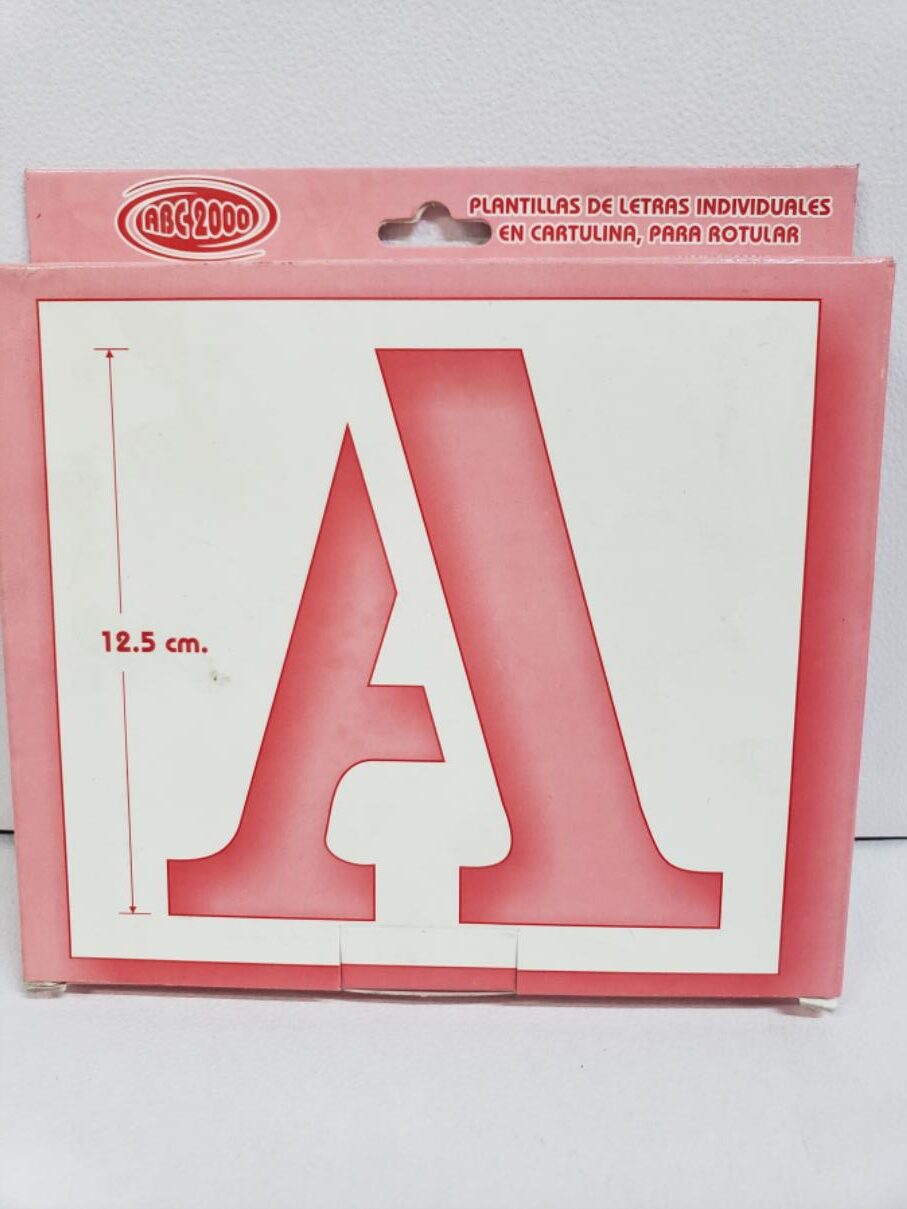 ABC-2000
PLANTILLAS DE LETRAS INDIVIDUALES
EN CARTULINA, PARA ROTULAR
A
12.5 cm.